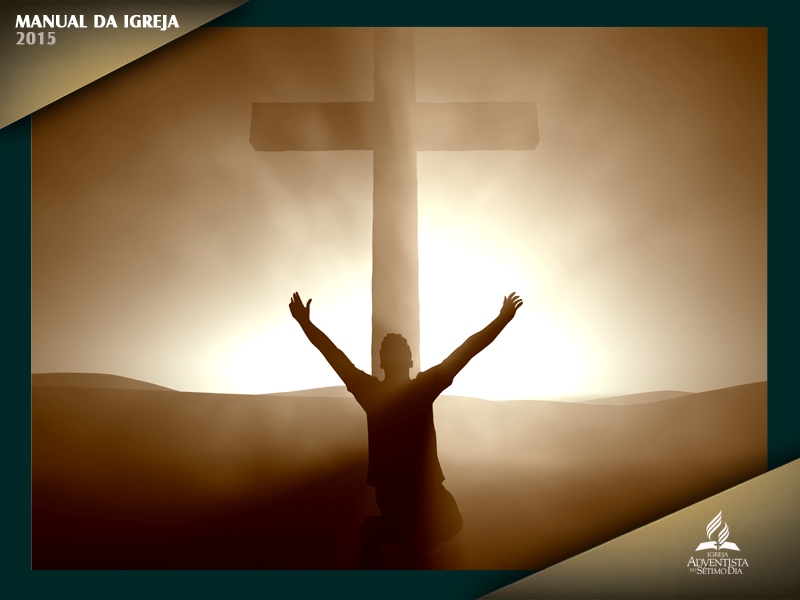 MANUAL DA IGREJA
2015
IGREJA
ADVENTISTA
DO SÉTIMO DIA